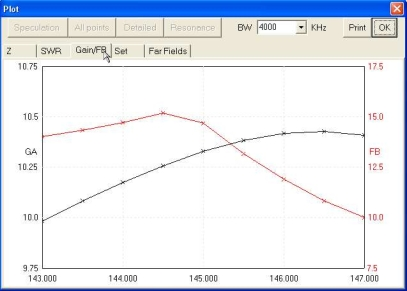 Plot
Speculation All points Detailed Resonance BW 4000 KHz Print OK
Z SWR Gain/FB Set Far Fields
10.75 17.5
10.5 15.0
GA FB
10.25 12.5
10.0 10.0
9.75 7.5
143.000 144.000 145.000 146.000 147.000